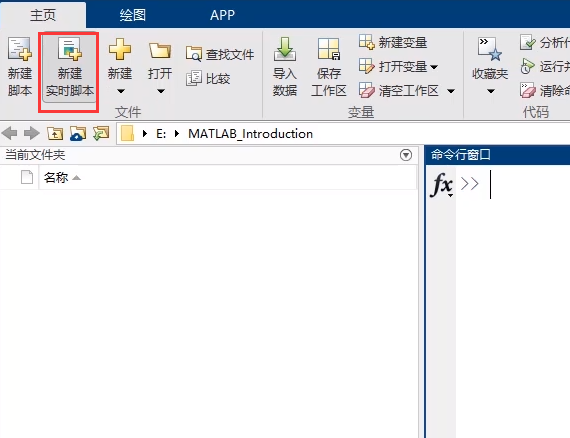 主页 绘图 APP
新建
脚本
新建
实时脚本
新建
打开
查找文件
比较
导入
数据
保存
工作区
新建变量
打开变量
清空工作区
收藏夹
分析代
运行并
清除命
文件 变量 代码
E: MATLAB_Introduction
当前文件夹
名称
命令行窗口
fx >>